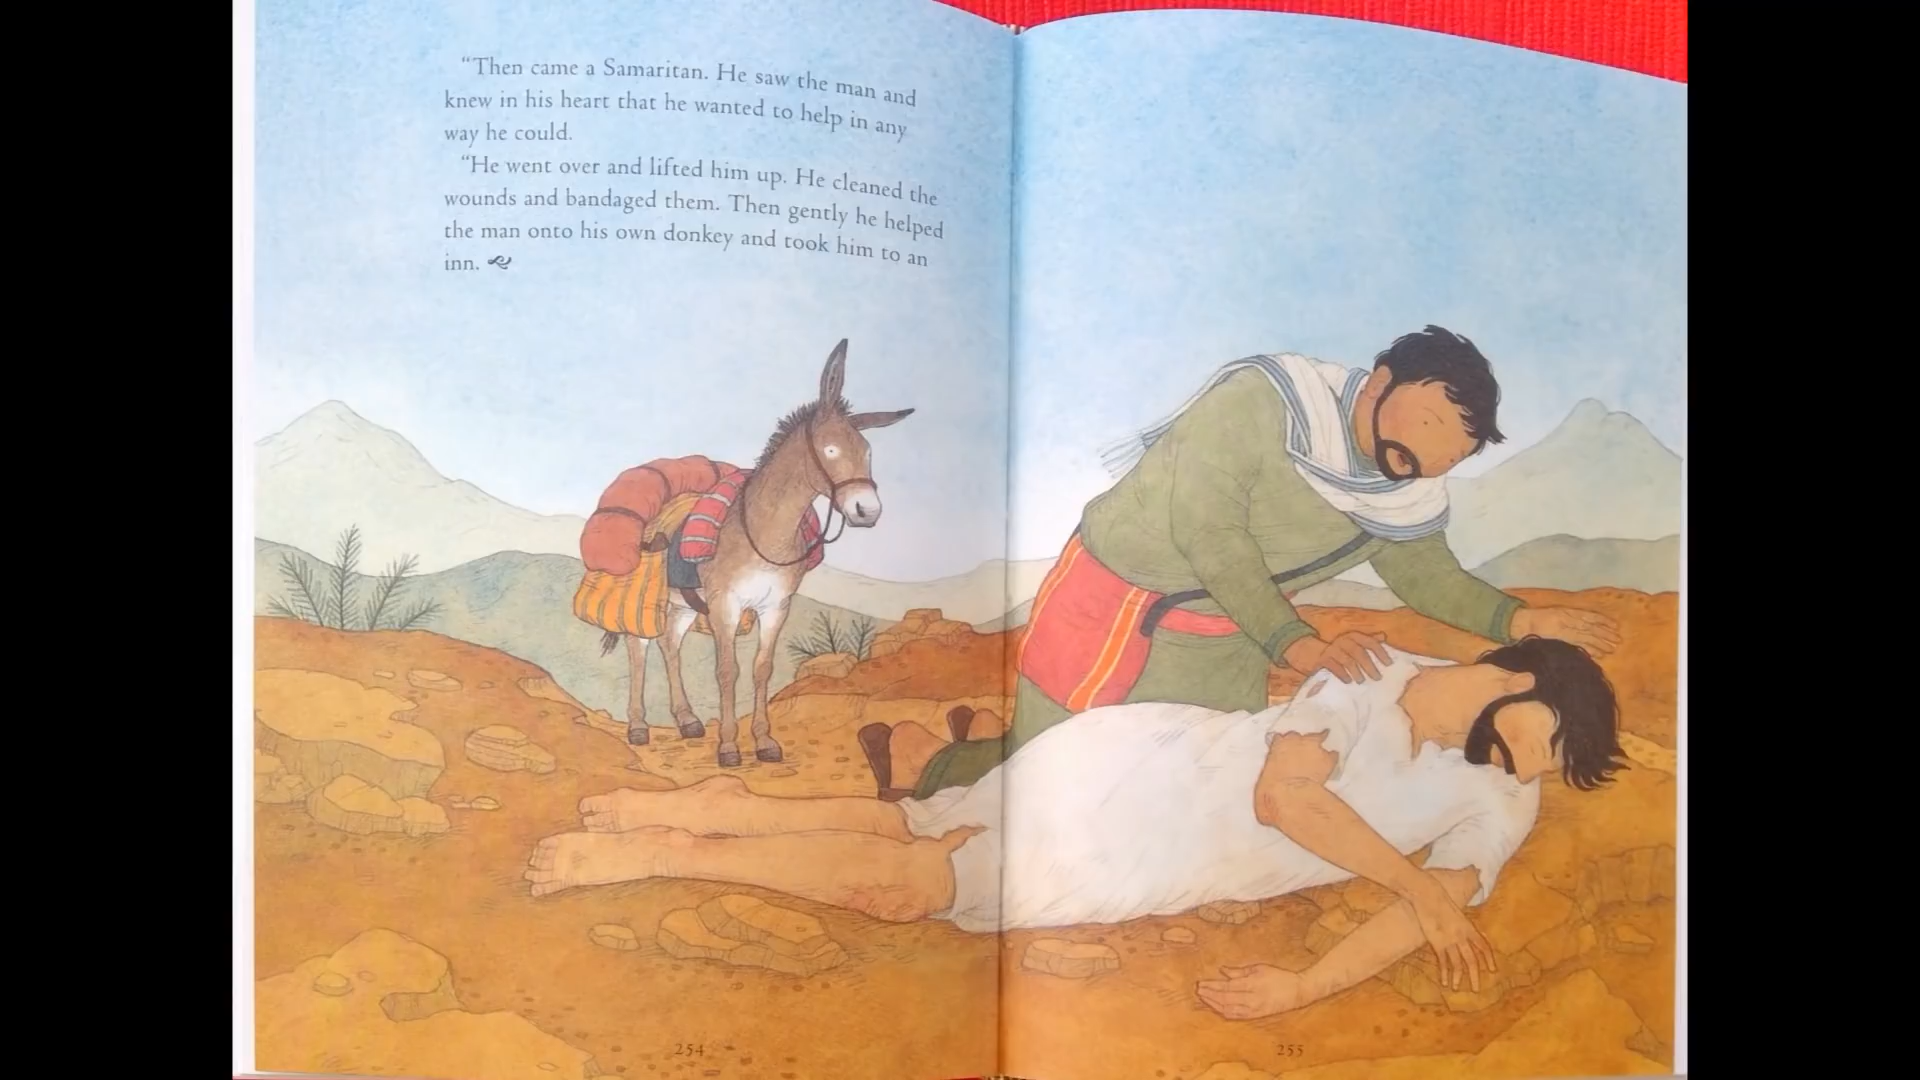 “Then came a Samaritan. He saw the man and
knew in his heart that he wanted to help in any
way he could.
“He went over and lifted him up. He cleaned the
wounds and bandaged them. Then gently he helped
the man onto his own donkey and took him to an
inn.
254
255